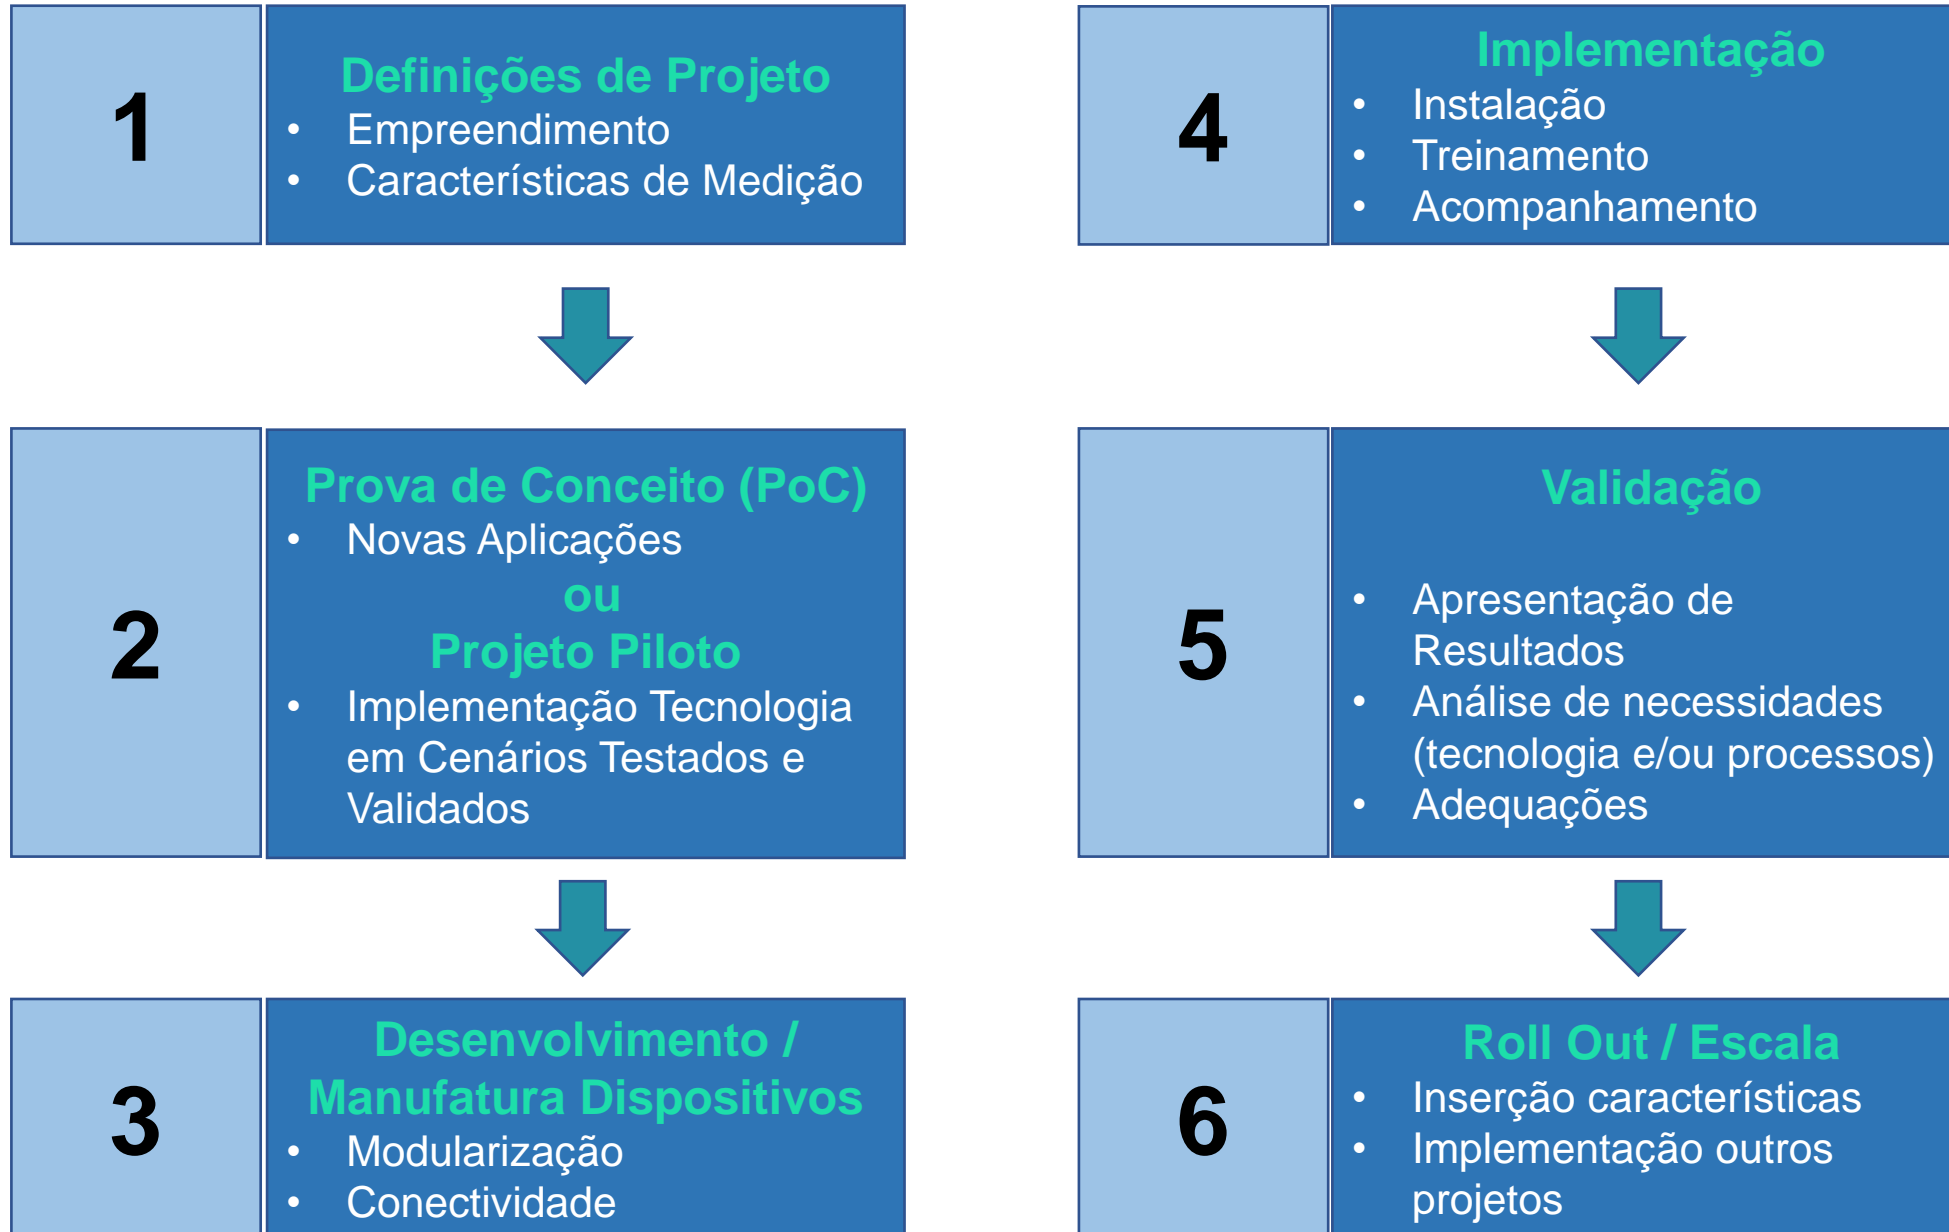 1
Definições de Projeto
• Empreendimento
• Características de Medição
2
Prova de Conceito (PoC)
• Novas Aplicações
ou
Projeto Piloto
• Implementação Tecnologia
em Cenários Testados e
Validados
3
Desenvolvimento /
Manufatura Dispositivos
• Modularização
• Conectividade
4
Implementação
• Instalação
• Treinamento
• Acompanhamento
5
Validação
• Apresentação de
Resultados
• Análise de necessidades
(tecnologia e/ou processos)
• Adequações
6
Roll Out / Escala
• Inserção características
• Implementação outros
projetos